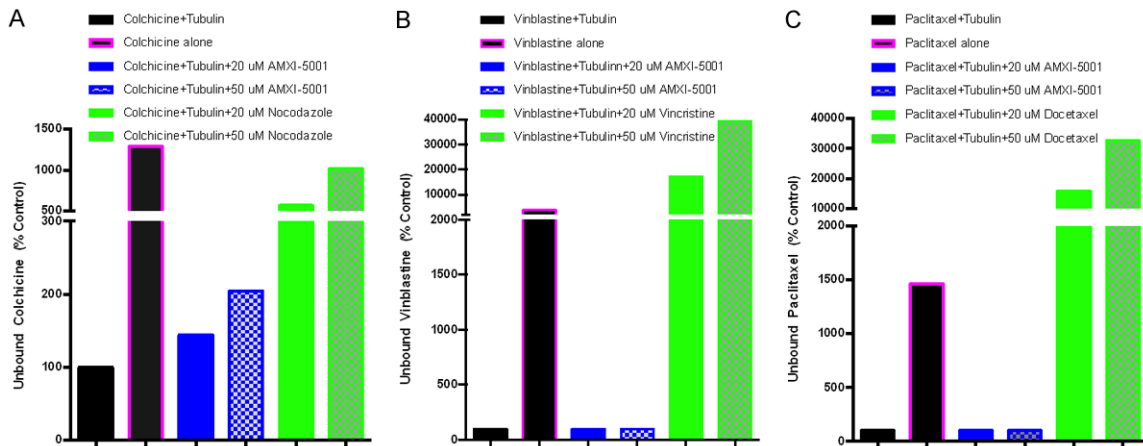 A
Colchicine+Tubulin
Colchicine alone
Colchicine+Tubulin+20 uM AMXI-5001
Colchicine+Tubulin+50 uM AMXI-5001
Colchicine+Tubulin+20 uM Nocodazole
Colchicine+Tubulin+50 uM Nocodazole
Unbound Colchicine (% Control)
1500
1000
500
300
200
100
0
B
Vinblastine+Tubulin
Vinblastine alone
Vinblastine+Tubulinn+20 uM AMXI-5001
Vinblastine+Tubulin+50 uM AMXI-5001
Vinblastine+Tubulin+20 uM Vincristine
Vinblastine+Tubulin+50 uM Vincristine
Unbound Vinblastine (% Control)
40000
30000
20000
10000
2000
1500
1000
500
0
C
Paclitaxel+Tubulin
Paclitaxel alone
Paclitaxel+Tubulin+20 uM AMXI-5001
Paclitaxel+Tubulin+50 uM AMXI-5001
Paclitaxel+Tubulin+20 uM Docetaxel
Paclitaxel+Tubulin+50 uM Docetaxel
Unbound Paclitaxel (% Control)
40000
30000
20000
10000
2000
1500
1000
500
0